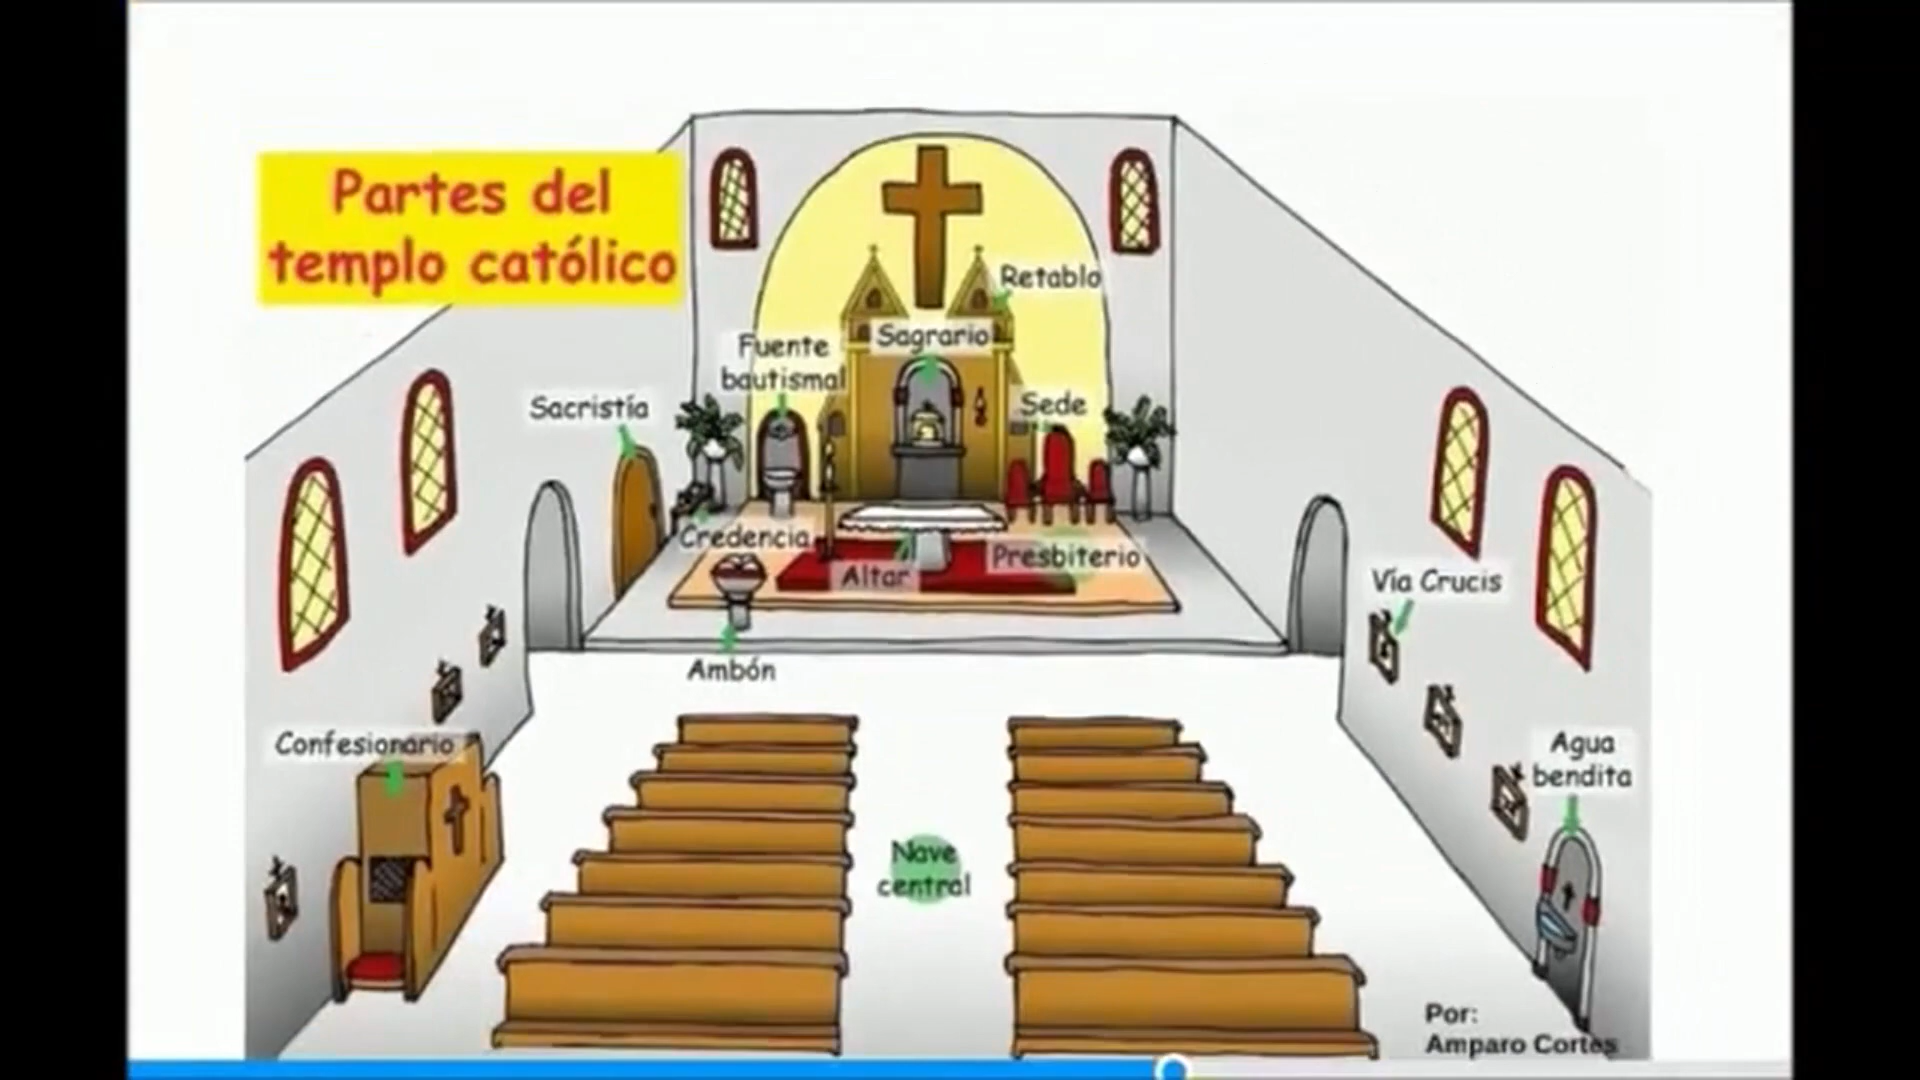 Partes del
templo católico
Retablo
Sagrario
Fuente
bautismal
Sede
Sacristía
Credencia
Altar
Presbiterio
Vía Crucis
Ambón
Confesionario
Agua
bendita
Nave
central
Por:
Amparo Cortes